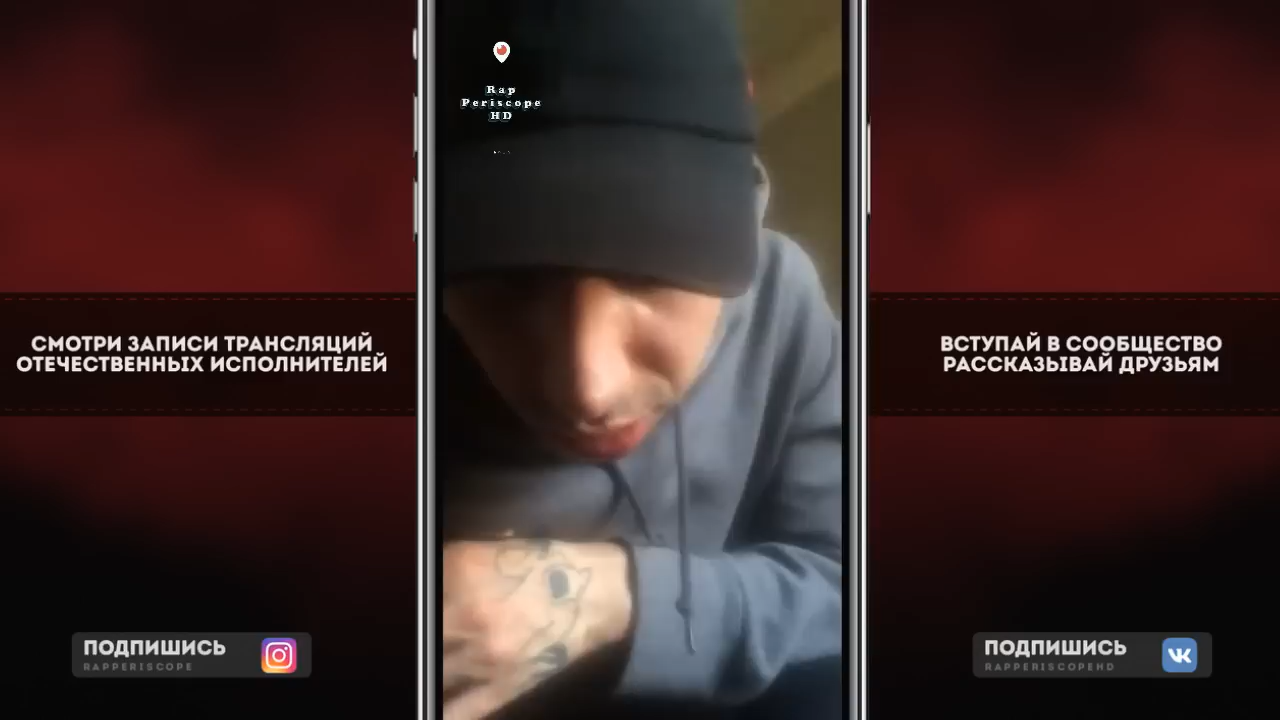 Rap
Periscope
HD
СМОТРИ ЗАПИСИ ТРАНСЛЯЦИЙ
ОТЕЧЕСТВЕННЫХ ИСПОЛНИТЕЛЕЙ
ВСТУПАЙ В СООБЩЕСТВО
РАССКАЗЫВАЙ ДРУЗЬЯМ
ПОДПИШИСЬ
RAPPERISCOPE
ПОДПИШИСЬ
RAPPERISCOPEHD